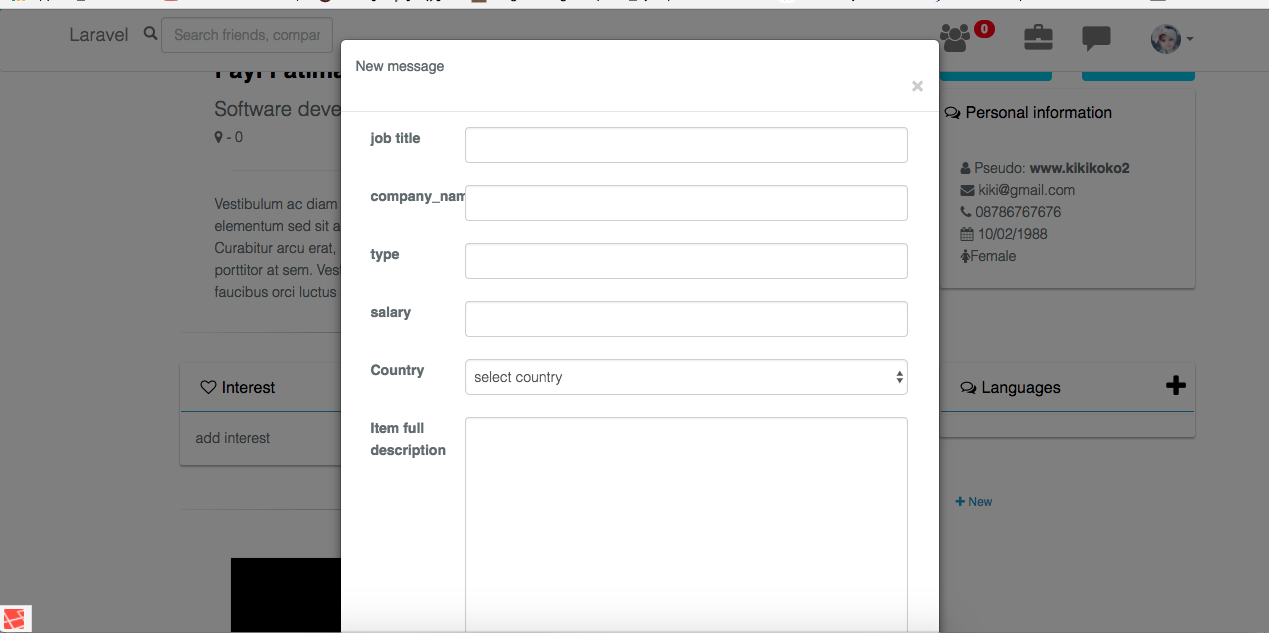 Laravel
Search friends, compar
0
New message
×
Software deve
- 0
Vestibulum ac diam
elementum sed sit a
Curabitur arcu erat,
porttitor at sem. Vest
faucibus orci luctus
job title
company_nam
type
salary
Country
select country
Item full
description
Personal information
Pseudo: www.kikikoko2
kiki@gmail.com
08786767676
10/02/1988
Female
Interest
add interest
Languages
New